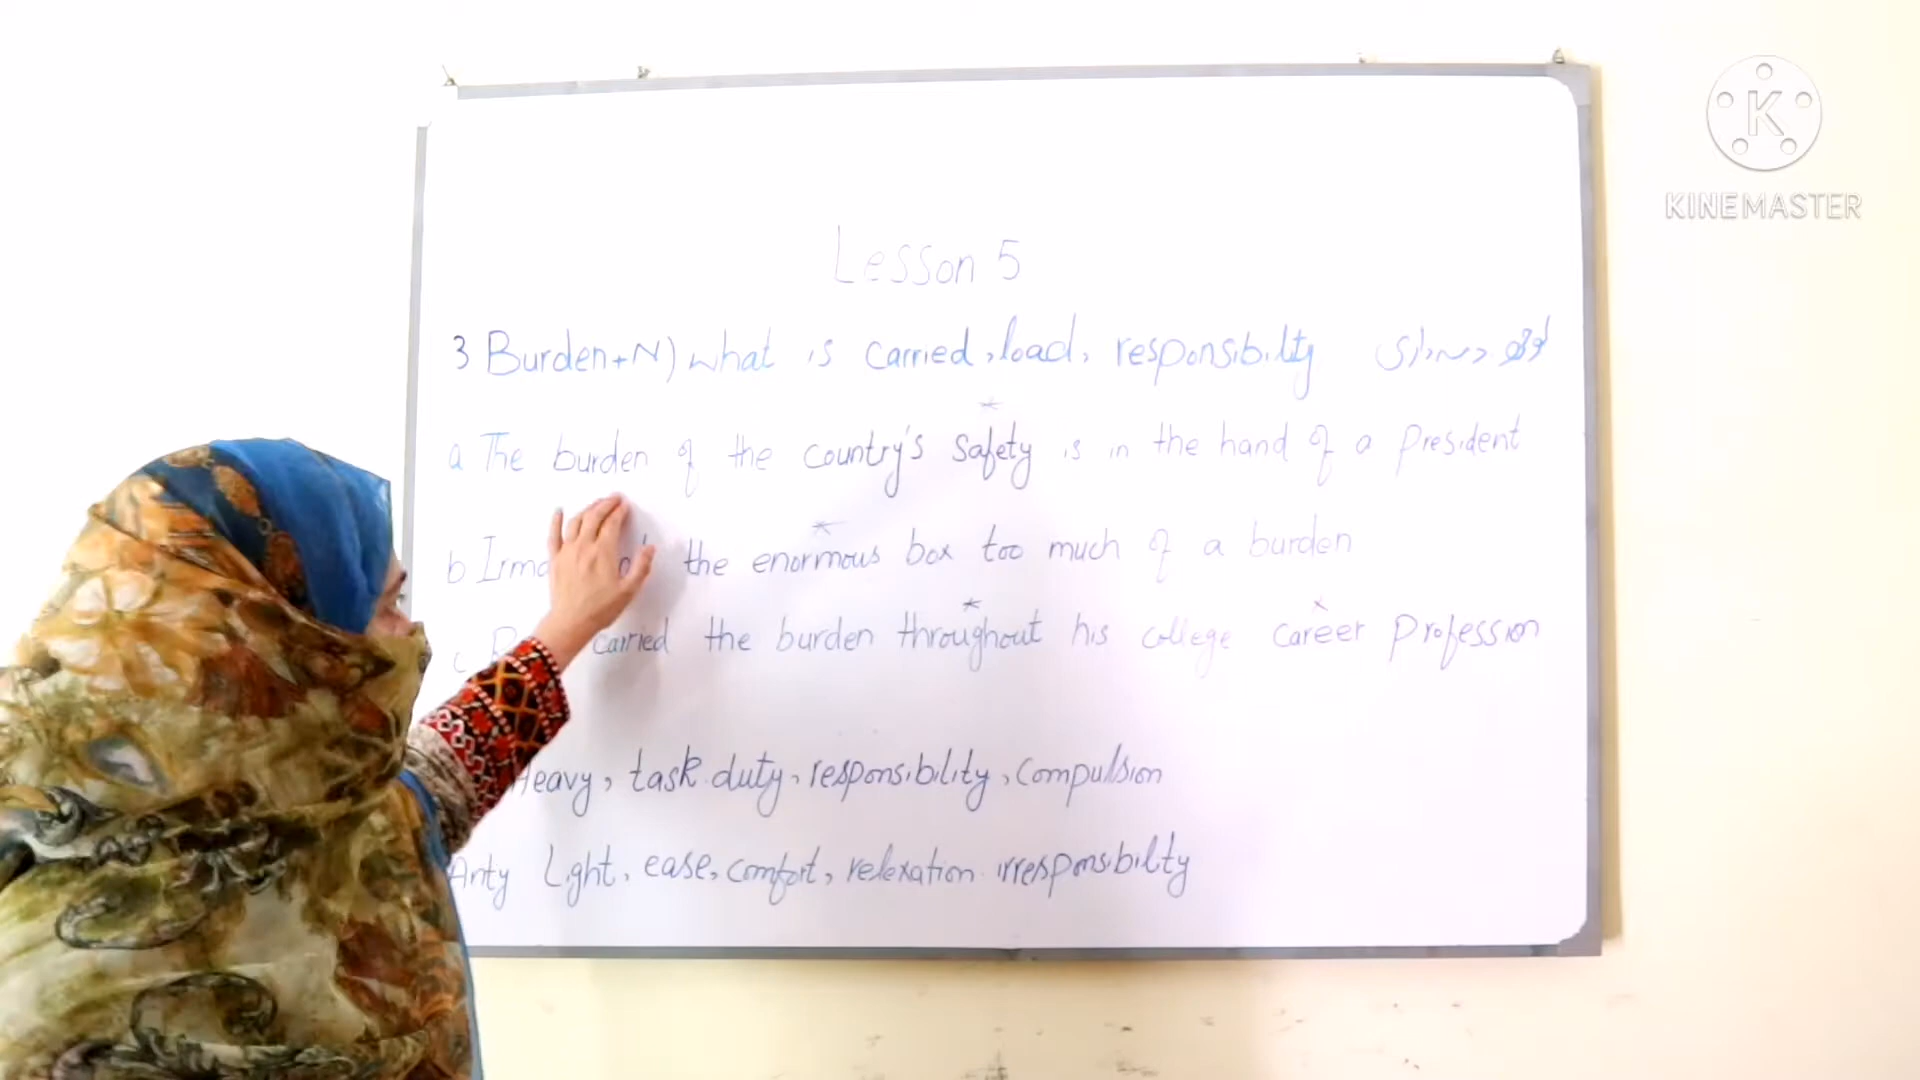 Lesson 5
3 Burden+N) what is carried, load, responsibility
a The burden of the country's safety is in the hand of a President
b the enormous box too much of a burden
c carried the burden throughout his college career Profession
Heavy, task. duty, responsibility, compulsion
Anty Light, ease, comfort, relexation. irresponsibility
K
KINEMASTER